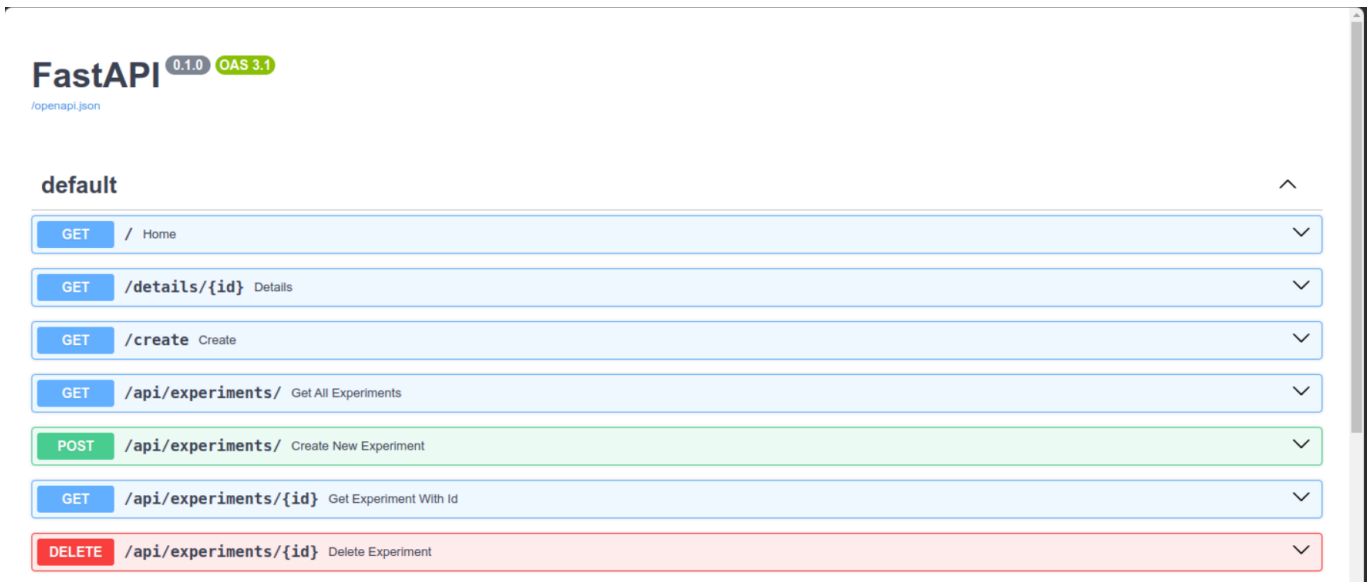 FastAPI 0.1.0 OAS 3.1
/openapi.json
default
GET / Home
GET /details/{id} Details
GET /create Create
GET /api/experiments/ Get All Experiments
POST /api/experiments/ Create New Experiment
GET /api/experiments/{id} Get Experiment With Id
DELETE /api/experiments/{id} Delete Experiment